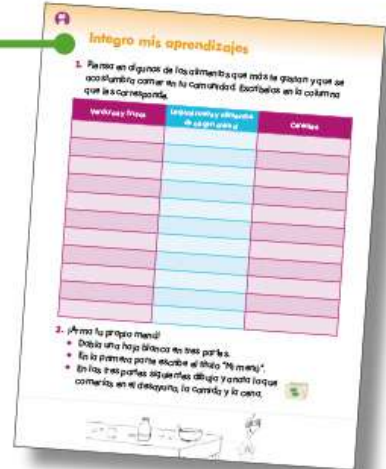 Integro mis aprendizajes
1. Piensa en algunos de los alimentos que más te gustan y que se
acostumbra comer en tu comunidad. Escríbelos en la columna
que les corresponda.
Verduras y frutas
Leguminosas y alimentos
de origen animal
Cereales
2. ¡Arma tu propio menú!
• Dobla una hoja blanca en tres partes.
• En la primera parte escribe el título "Mi menú".
• En las tres partes siguientes dibuja y anota lo que
comerías en el desayuno, la comida y la cena.